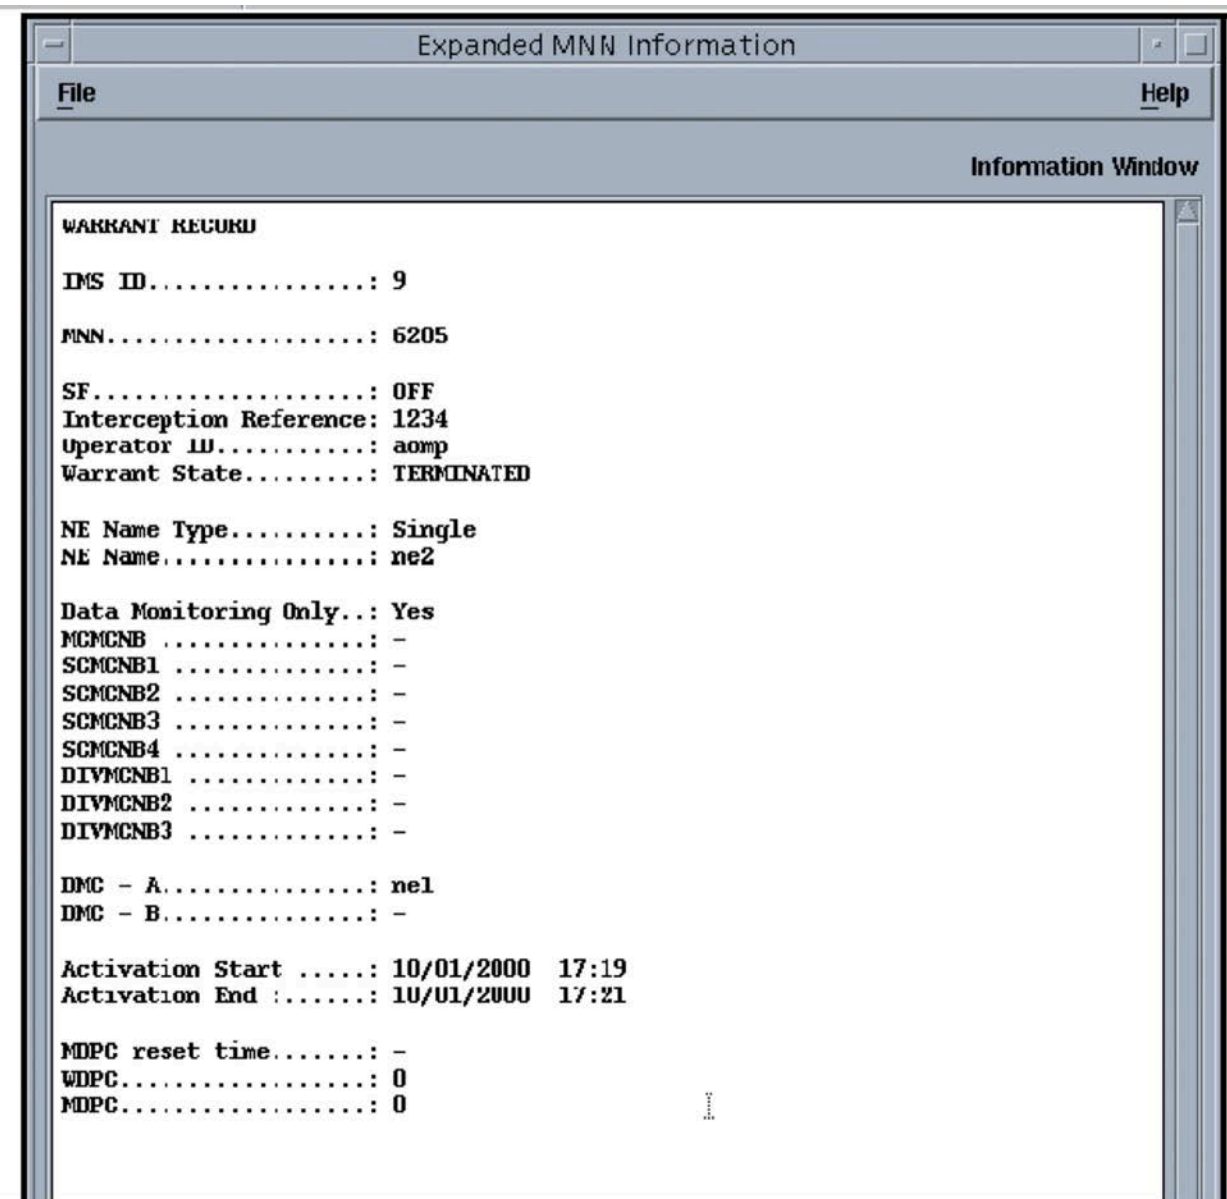 Expanded MNN Information
File Help
Information Window
WARRANT RECORD
IMS ID................: 9
MNN...................: 6205
SF....................: OFF
Interception Reference: 1234
Operator ID...........: aomp
Warrant State.........: TERMINATED
NE Name Type..........: Single
NE Name...............: ne2
Data Monitoring Only..: Yes
MCMCNB ...............: -
SCMCNB1 ..............: -
SCMCNB2 ..............: -
SCMCNB3 ..............: -
SCMCNB4 ..............: -
DIVMCNB1 .............: -
DIVMCNB2 .............: -
DIVMCNB3 .............: -
DMC - A...............: ne1
DMC - B...............: -
Activation Start .....: 10/01/2000 17:19
Activation End :......: 10/01/2000 17:21
MDPC reset time.......: -
WDPC..................: 0
MDPC..................: 0